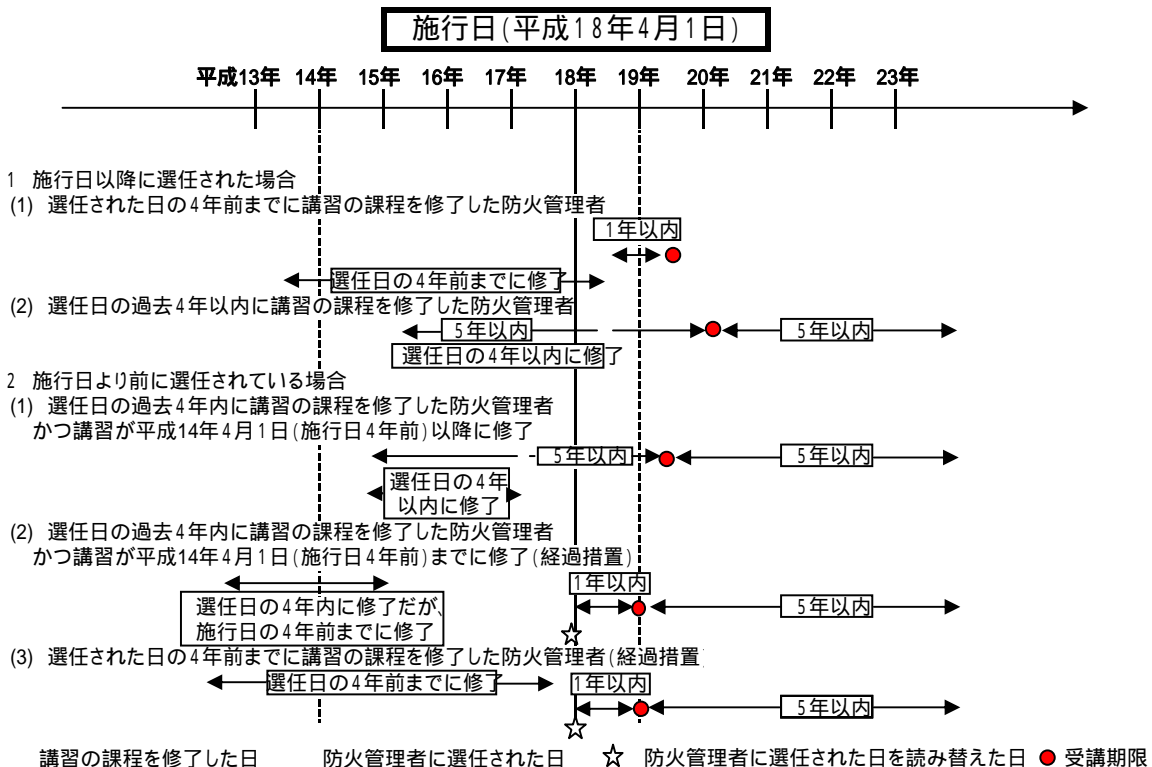 施行日(平成18年4月1日)
平成13年 14年 15年 16年 17年 18年 19年 20年 21年 22年 23年
1 施行日以降に選任された場合
(1) 選任された日の4年前までに講習の課程を修了した防火管理者
1年以内
選任日の4年前までに修了
(2) 選任日の過去4年以内に講習の課程を修了した防火管理者
5年以内 5年以内
選任日の4年以内に修了
2 施行日より前に選任されている場合
(1) 選任日の過去4年内に講習の課程を修了した防火管理者
かつ講習が平成14年4月1日(施行日4年前)以降に修了
5年以内 5年以内
選任日の4年
以内に修了
(2) 選任日の過去4年内に講習の課程を修了した防火管理者
かつ講習が平成14年4月1日(施行日4年前)までに修了(経過措置)
1年以内
選任日の4年内に修了だが、 5年以内
施行日の4年前までに修了
(3) 選任された日の4年前までに講習の課程を修了した防火管理者(経過措置
選任日の4年前までに修了 1年以内
5年以内
講習の課程を修了した日 防火管理者に選任された日 ☆ 防火管理者に選任された日を読み替えた日 ● 受講期限